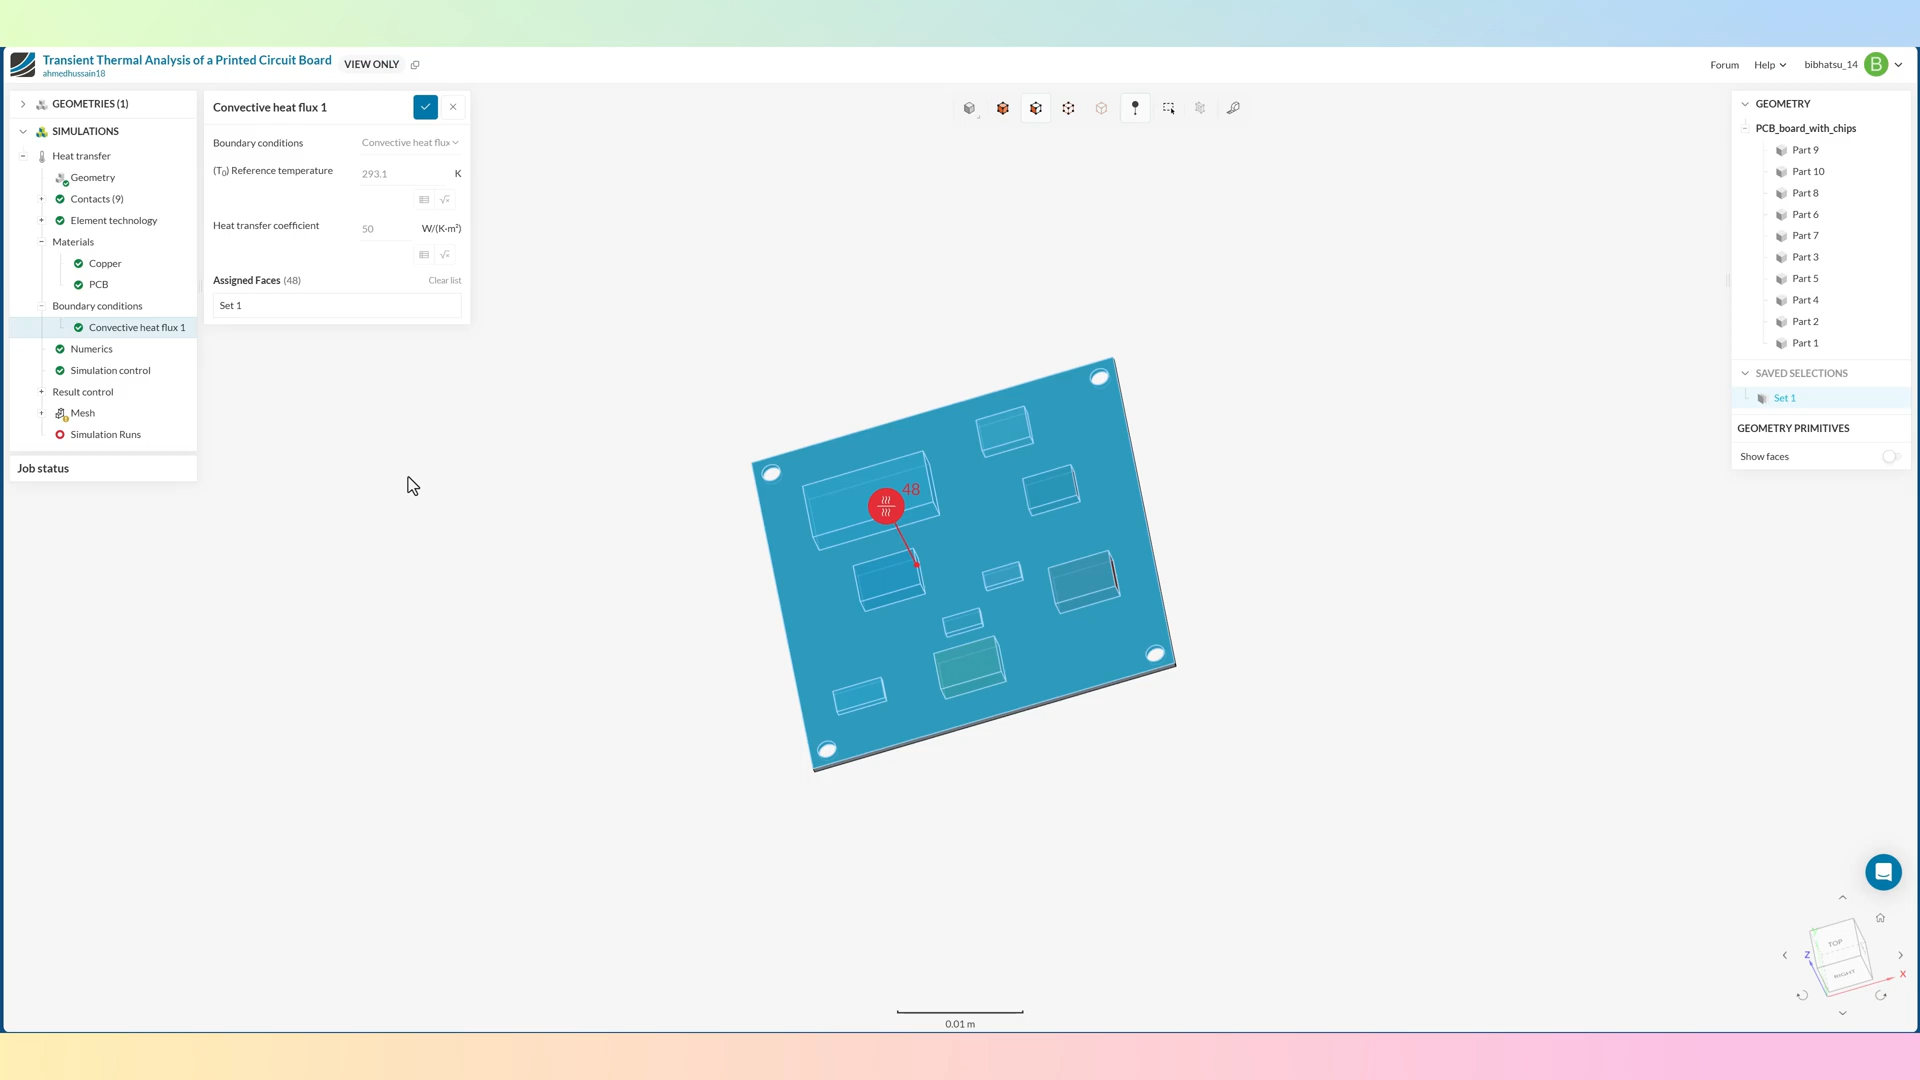 Transient Thermal Analysis of a Printed Circuit Board
VIEW ONLY
ahmedhussain18
Forum
Help
bibhatsu_14
B
GEOMETRIES (1)
SIMULATIONS
Heat transfer
Geometry
Contacts (9)
Element technology
Materials
Copper
PCB
Boundary conditions
Convective heat flux 1
Numerics
Simulation control
Result control
Mesh
Simulation Runs
Job status
Convective heat flux 1
Boundary conditions
Convective heat flux
(T0) Reference temperature
293.1
K
Heat transfer coefficient
50
W/(K·m²)
Assigned Faces (48)
Clear list
Set 1
48
0.01 m
GEOMETRY
PCB_board_with_chips
Part 9
Part 10
Part 8
Part 6
Part 7
Part 3
Part 5
Part 4
Part 2
Part 1
SAVED SELECTIONS
Set 1
GEOMETRY PRIMITIVES
Show faces
TOP
RIGHT
Z
X